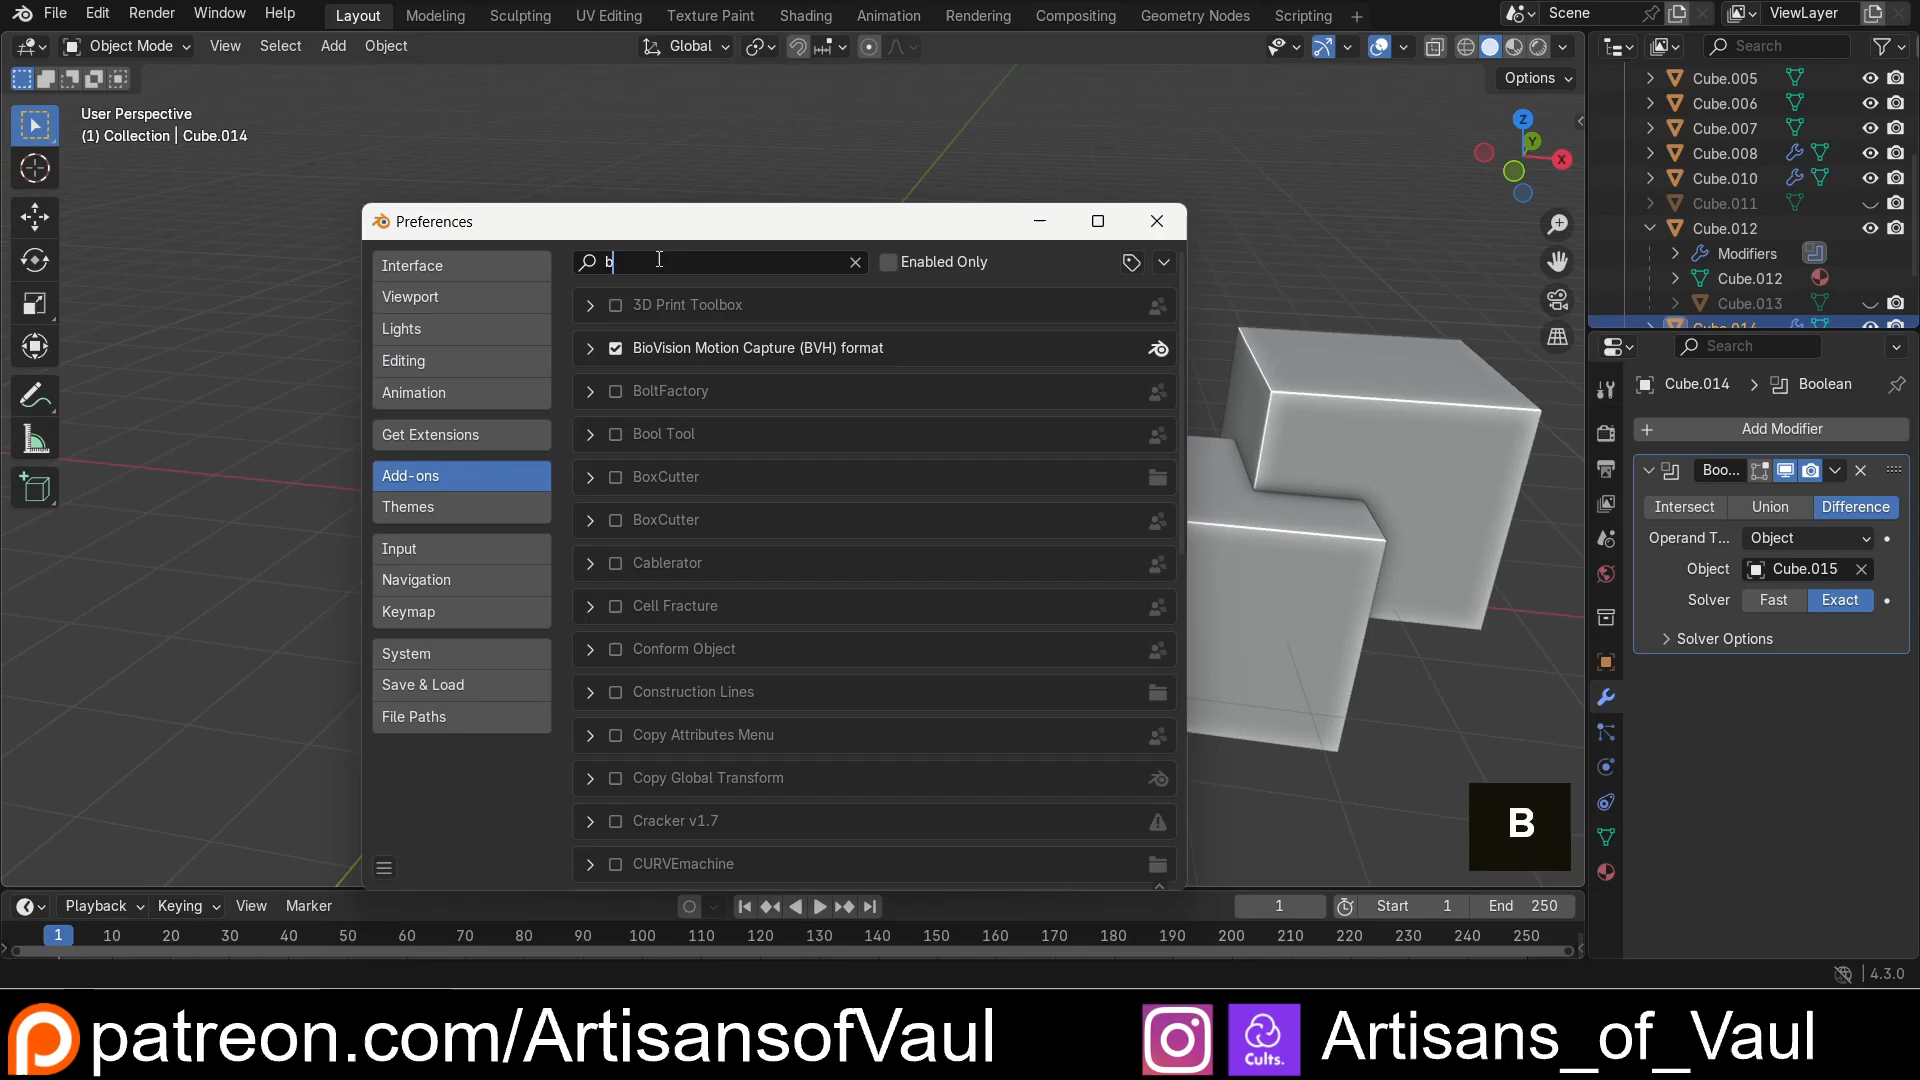 File Edit Render Window Help Layout Modeling Sculpting UV Editing Texture Paint Shading Animation Rendering Compositing Geometry Nodes Scripting Scene ViewLayer
Object Mode View Select Add Object Global Search
Options
User Perspective
(1) Collection | Cube.014
Z
Y
X
Cube.005
Cube.006
Cube.007
Cube.008
Cube.010
Cube.011
Cube.012
Modifiers
Cube.012
Cube.013
Cube.014
Search
Cube.014 > Boolean
Add Modifier
Boo...
Intersect Union Difference
Operand T... Object
Object Cube.015
Solver Fast Exact
Solver Options
Preferences
Interface
Viewport
Lights
Editing
Animation
Get Extensions
Add-ons
Themes
Input
Navigation
Keymap
System
Save & Load
File Paths
b Enabled Only
3D Print Toolbox
BioVision Motion Capture (BVH) format
BoltFactory
Bool Tool
BoxCutter
BoxCutter
Cablerator
Cell Fracture
Conform Object
Construction Lines
Copy Attributes Menu
Copy Global Transform
Cracker v1.7
CURVEmachine
B
Playback Keying View Marker 1 Start 1 End 250
1 10 20 30 40 50 60 70 80 90 100 110 120 130 140 150 160 170 180 190 200 210 220 230 240 250
4.3.0
patreon.com/ArtisansofVaul Cults. Artisans_of_Vaul